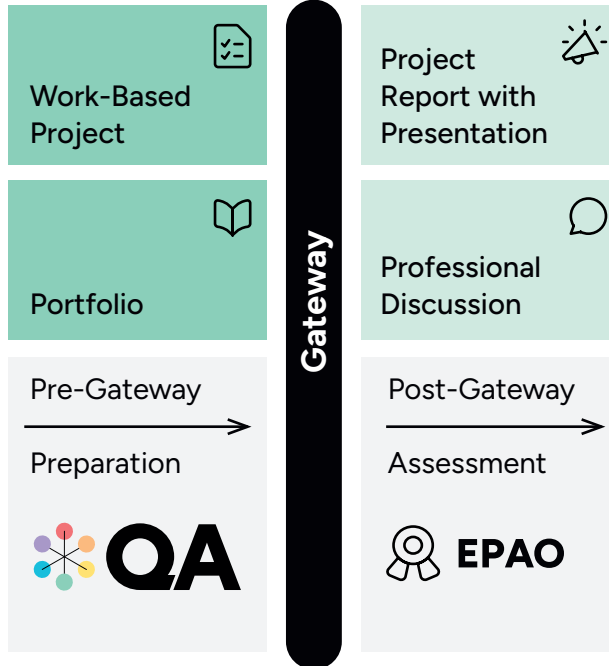 Work-Based
Project
Portfolio
Pre-Gateway
Preparation
QA
Gateway
Project
Report with
Presentation
Professional
Discussion
Post-Gateway
Assessment
EPAO